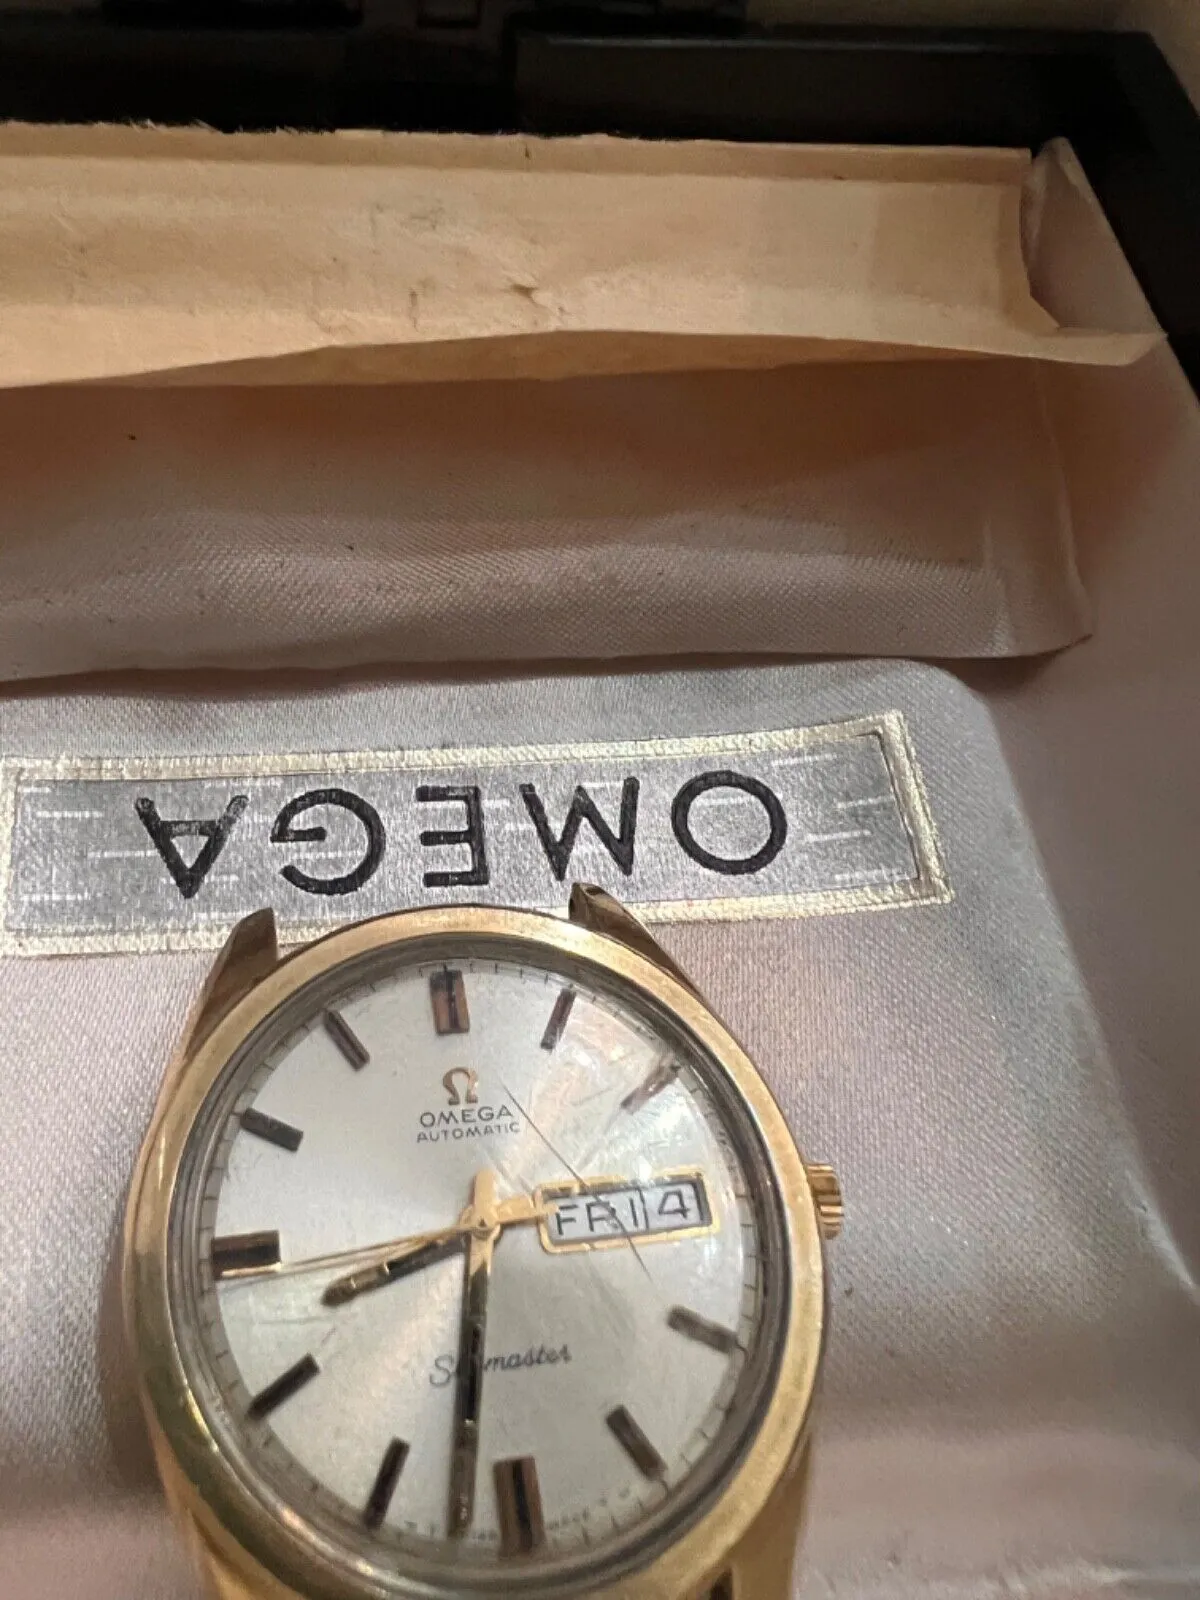 OMEGA
Ω
OMEGA
AUTOMATIC
FRI 4
Seamaster